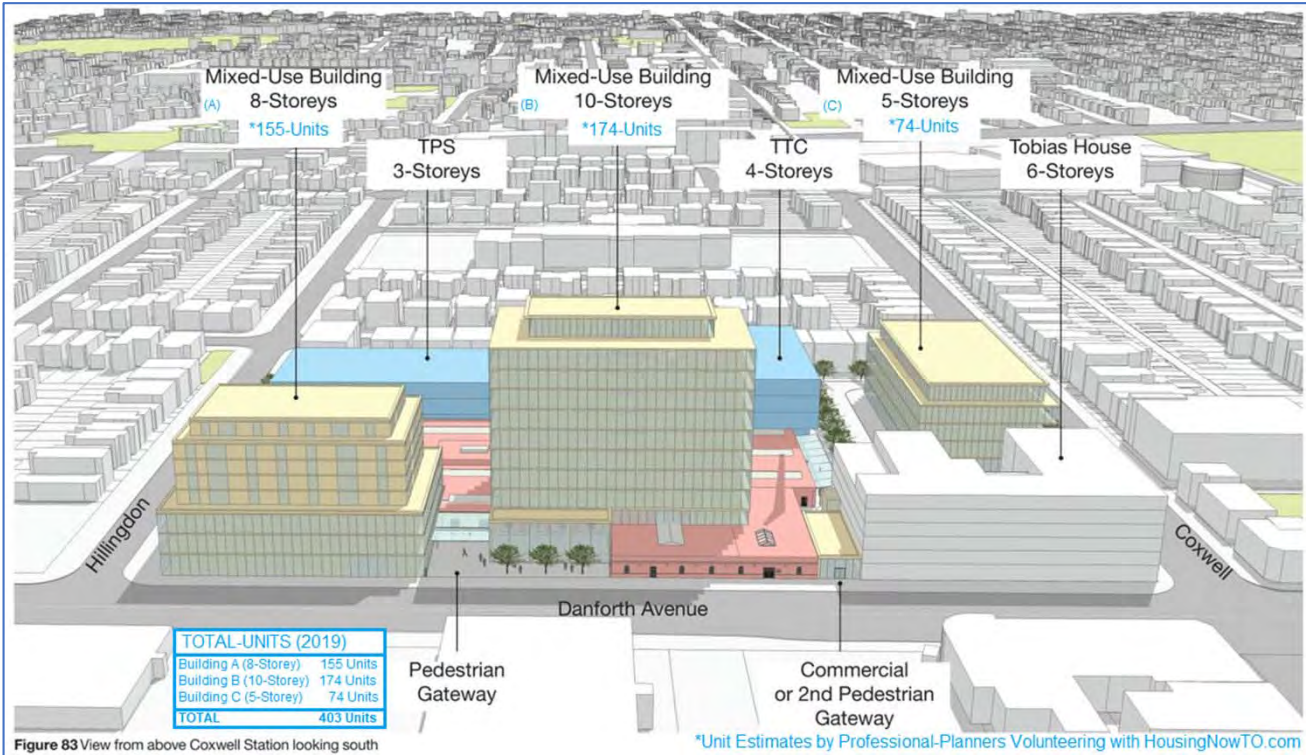 Mixed-Use Building
8-Storeys
(A)
*155-Units
Mixed-Use Building
10-Storeys
(B)
*174-Units
Mixed-Use Building
5-Storeys
(C)
*74-Units
TPS
3-Storeys
TTC
4-Storeys
Tobias House
6-Storeys
Hillingdon
Coxwell
Danforth Avenue
Pedestrian
Gateway
Commercial
or 2nd Pedestrian
Gateway
TOTAL-UNITS (2019)
Building A (8-Storey) 155 Units
Building B (10-Storey) 174 Units
Building C (5-Storey) 74 Units
TOTAL 403 Units
Figure 83 View from above Coxwell Station looking south
*Unit Estimates by Professional-Planners Volunteering with HousingNowTO.com